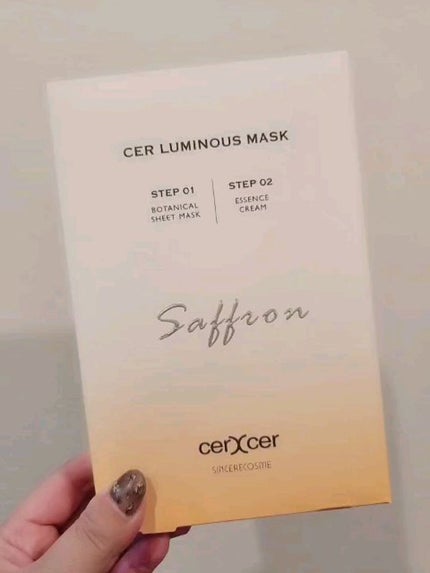 CER LUMINOUS MASK
STEP 01
BOTANICAL
SHEET MASK
STEP 02
ESSENCE
CREAM
Saffron
cerXcer
SINCERECOSME